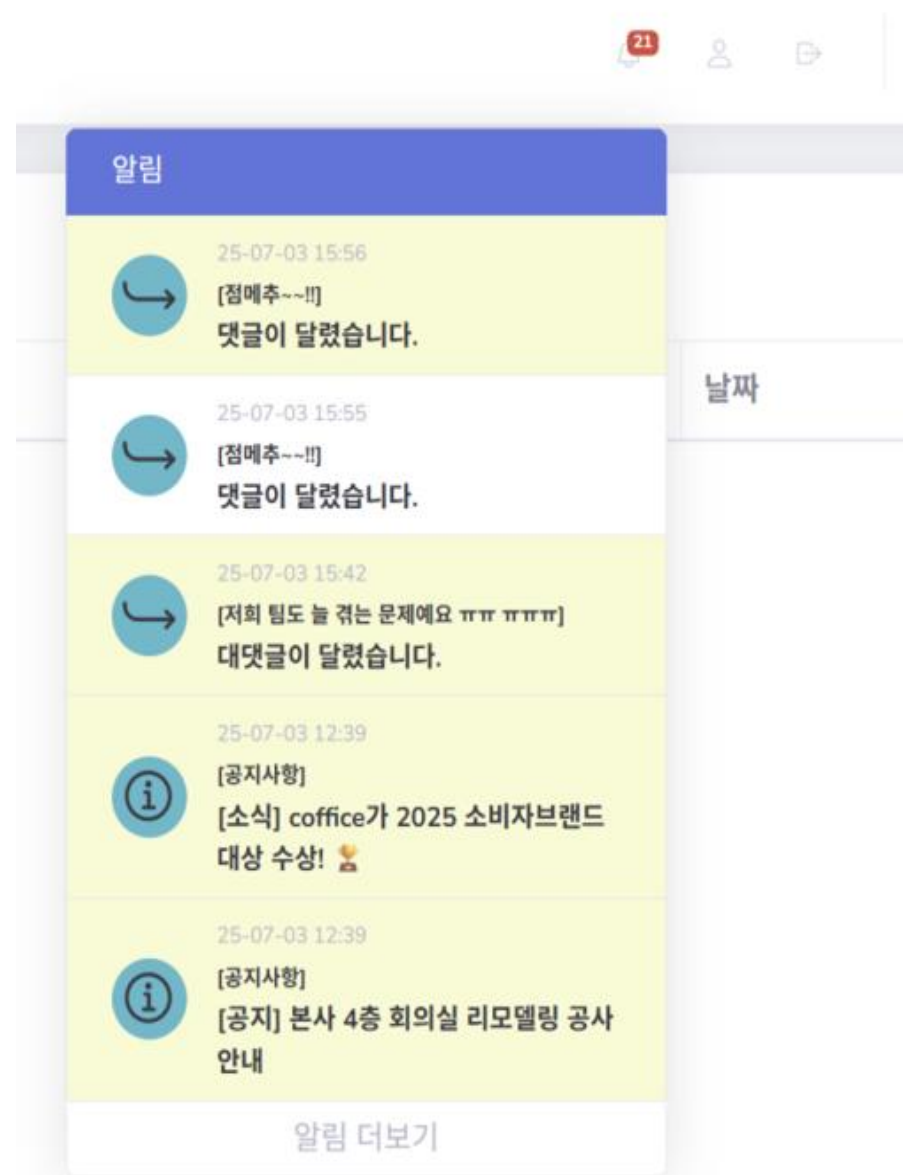 21
알림
25-07-03 15:56
[점메추~~!!]
댓글이 달렸습니다.
날짜
25-07-03 15:55
[점메추~~!!]
댓글이 달렸습니다.
25-07-03 15:42
[저희 팀도 늘 겪는 문제예요 ㅠㅠ ㅠㅠㅠ]
대댓글이 달렸습니다.
25-07-03 12:39
[공지사항]
[소식] coffice가 2025 소비자브랜드
대상 수상! 🏆
25-07-03 12:39
[공지사항]
[공지] 본사 4층 회의실 리모델링 공사
안내
알림 더보기